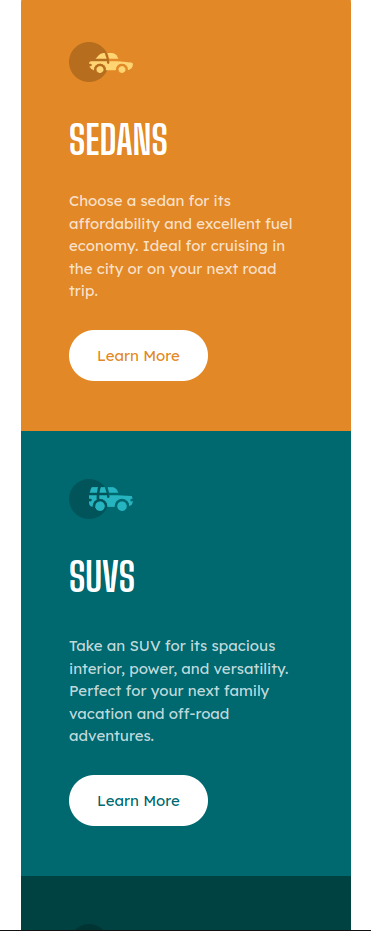 SEDANS
Choose a sedan for its
affordability and excellent fuel
economy. Ideal for cruising in
the city or on your next road
trip.
Learn More
SUVS
Take an SUV for its spacious
interior, power, and versatility.
Perfect for your next family
vacation and off-road
adventures.
Learn More